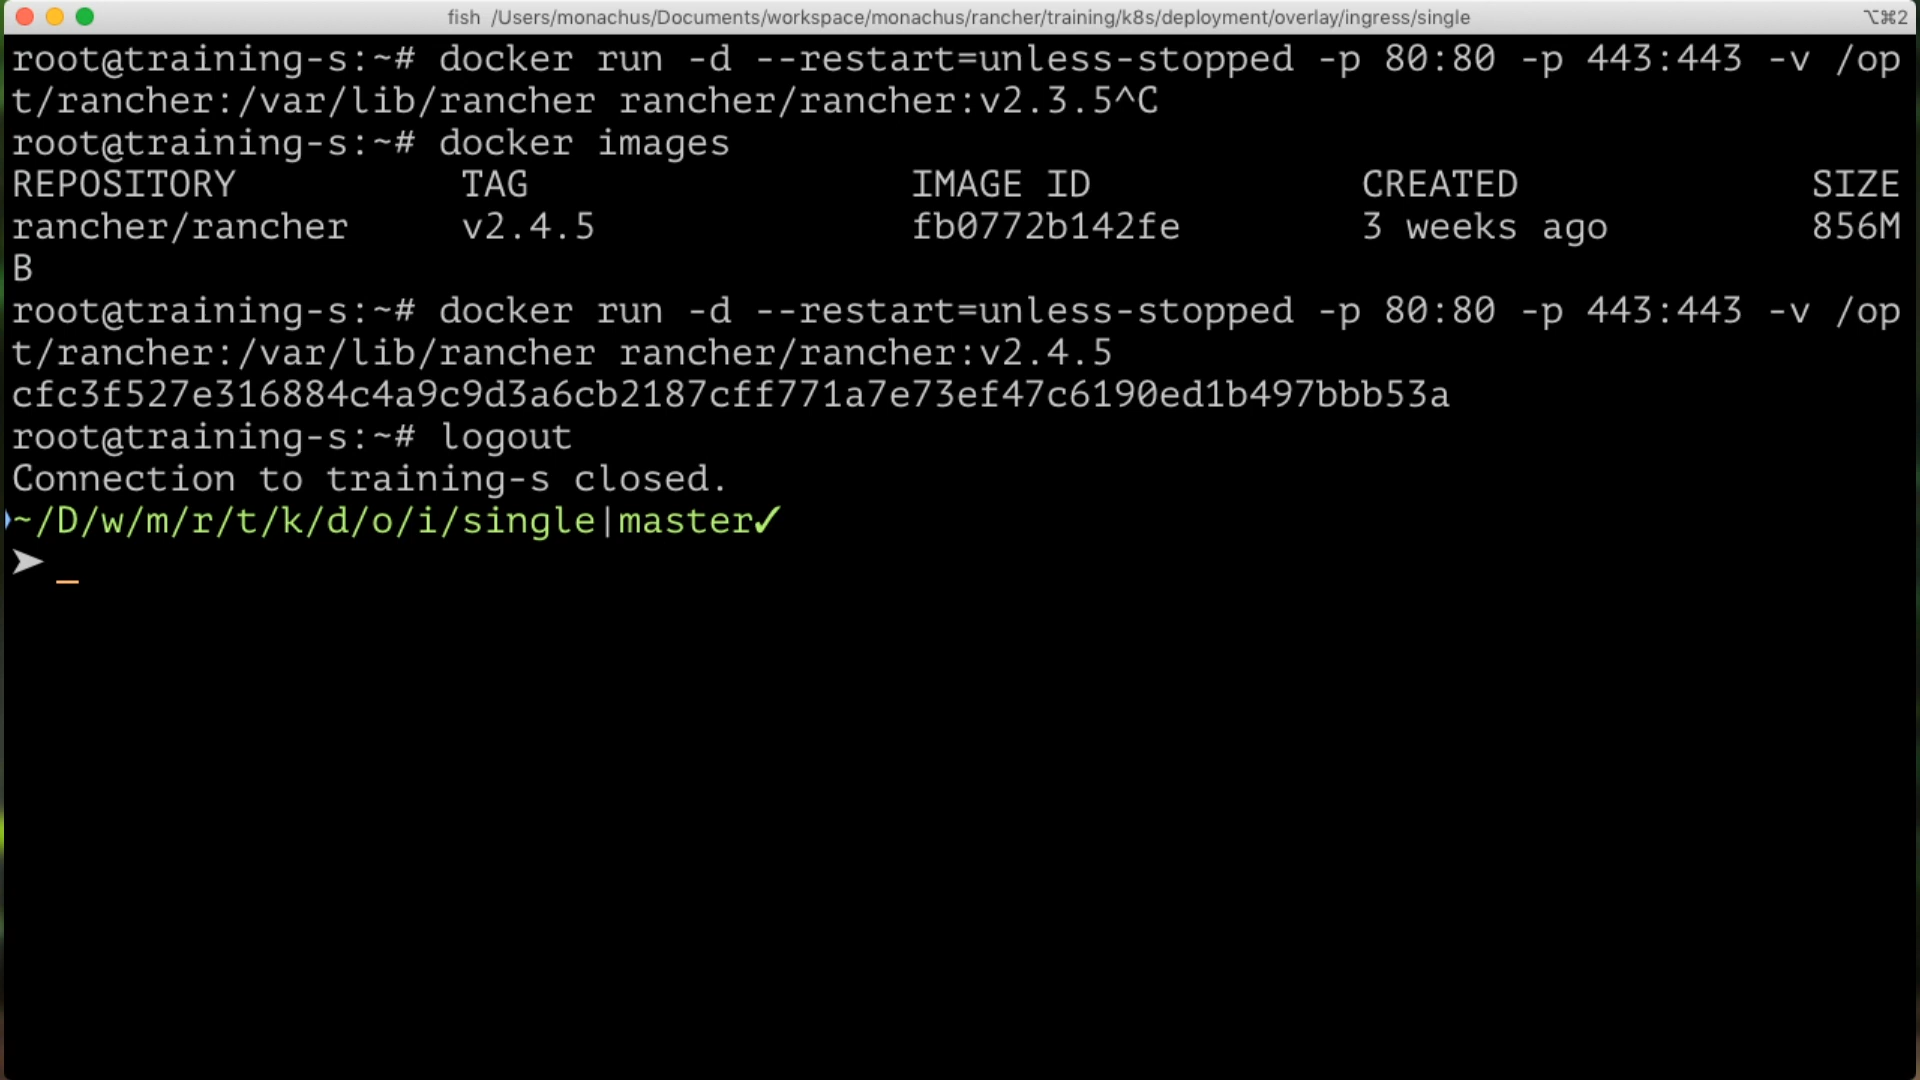 fish /Users/monachus/Documents/workspace/monachus/rancher/training/k8s/deployment/overlay/ingress/single ⌥⌘2
root@training-s:~# docker run -d --restart=unless-stopped -p 80:80 -p 443:443 -v /op
t/rancher:/var/lib/rancher rancher/rancher:v2.3.5^C
root@training-s:~# docker images
REPOSITORY TAG IMAGE ID CREATED SIZE
rancher/rancher v2.4.5 fb0772b142fe 3 weeks ago 856M
B
root@training-s:~# docker run -d --restart=unless-stopped -p 80:80 -p 443:443 -v /op
t/rancher:/var/lib/rancher rancher/rancher:v2.4.5
cfc3f527e316884c4a9c9d3a6cb2187cff771a7e73ef47c6190ed1b497bbb53a
root@training-s:~# logout
Connection to training-s closed.
~/D/w/m/r/t/k/d/o/i/single|master✓
➤ _